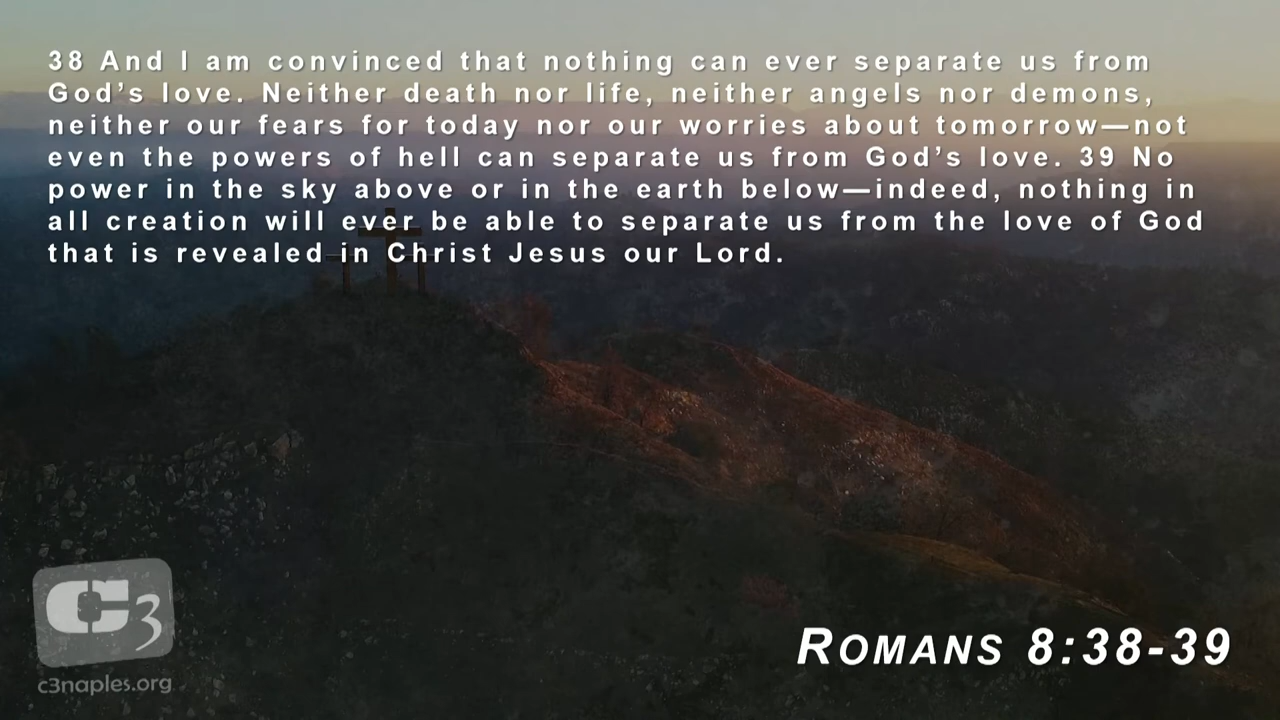 38 And I am convinced that nothing can ever separate us from
God’s love. Neither death nor life, neither angels nor demons,
neither our fears for today nor our worries about tomorrow—not
even the powers of hell can separate us from God’s love. 39 No
power in the sky above or in the earth below—indeed, nothing in
all creation will ever be able to separate us from the love of God
that is revealed in Christ Jesus our Lord.
C3
c3naples.org
ROMANS 8:38-39